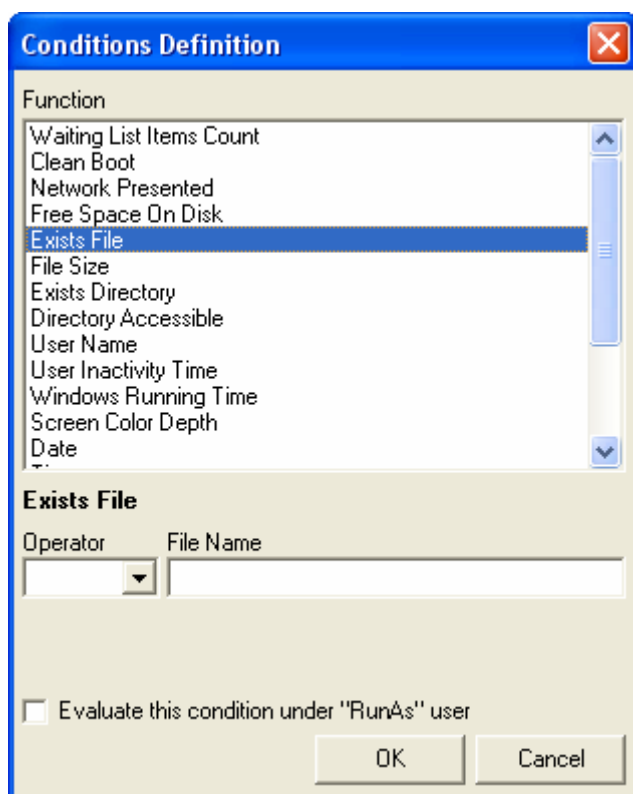 Conditions Definition
Function
Waiting List Items Count
Clean Boot
Network Presented
Free Space On Disk
Exists File
File Size
Exists Directory
Directory Accessible
User Name
User Inactivity Time
Windows Running Time
Screen Color Depth
Date
Exists File
Operator File Name
Evaluate this condition under "RunAs" user
OK Cancel